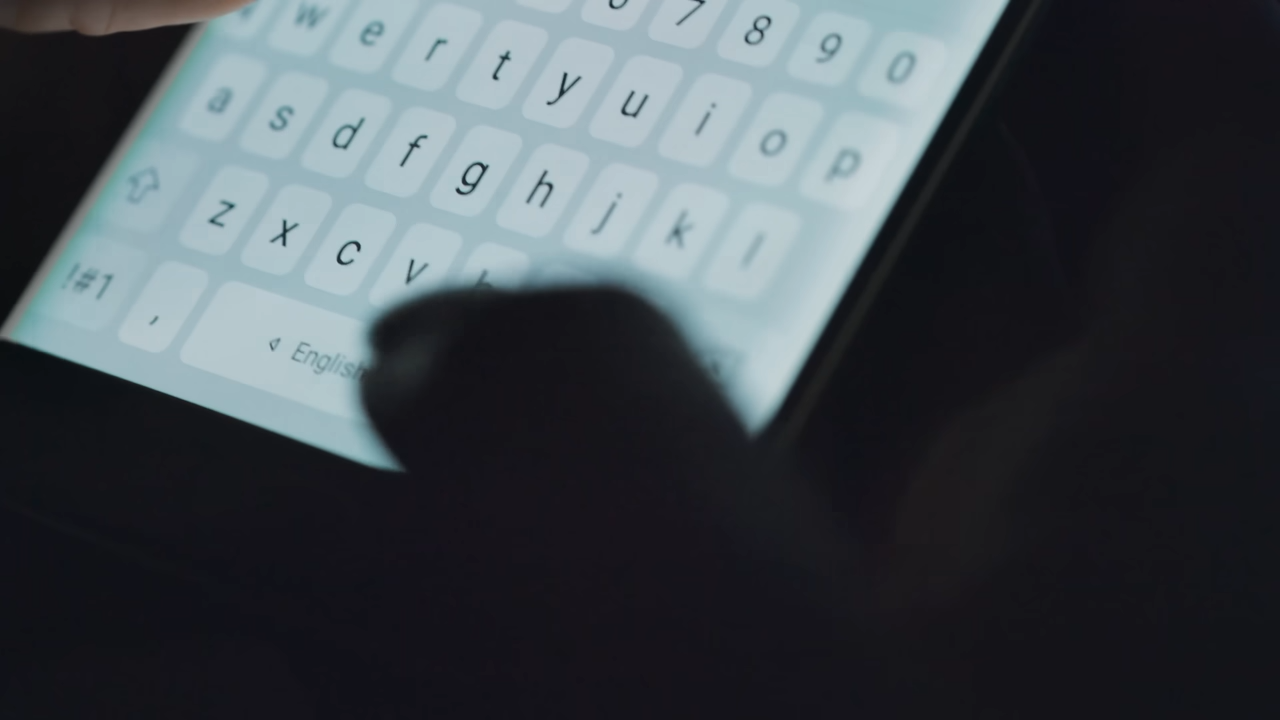 7 8 9 0
w e r t y u i o p
a s d f g h j k l
z x c v
!#1 , English